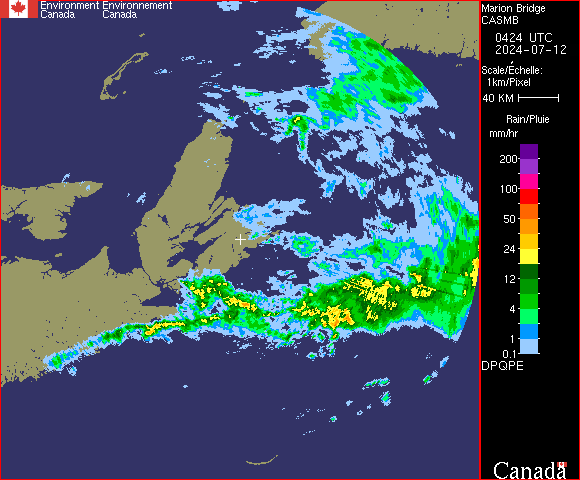 Environment Environnement
Canada Canada
Marion Bridge
CASMB
0424 UTC
2024-07-12
Scale/Échelle:
1km/Pixel
40 KM
Rain/Pluie
mm/hr
200
100
50
24
12
4
1
0.1
DPQPE
Canada